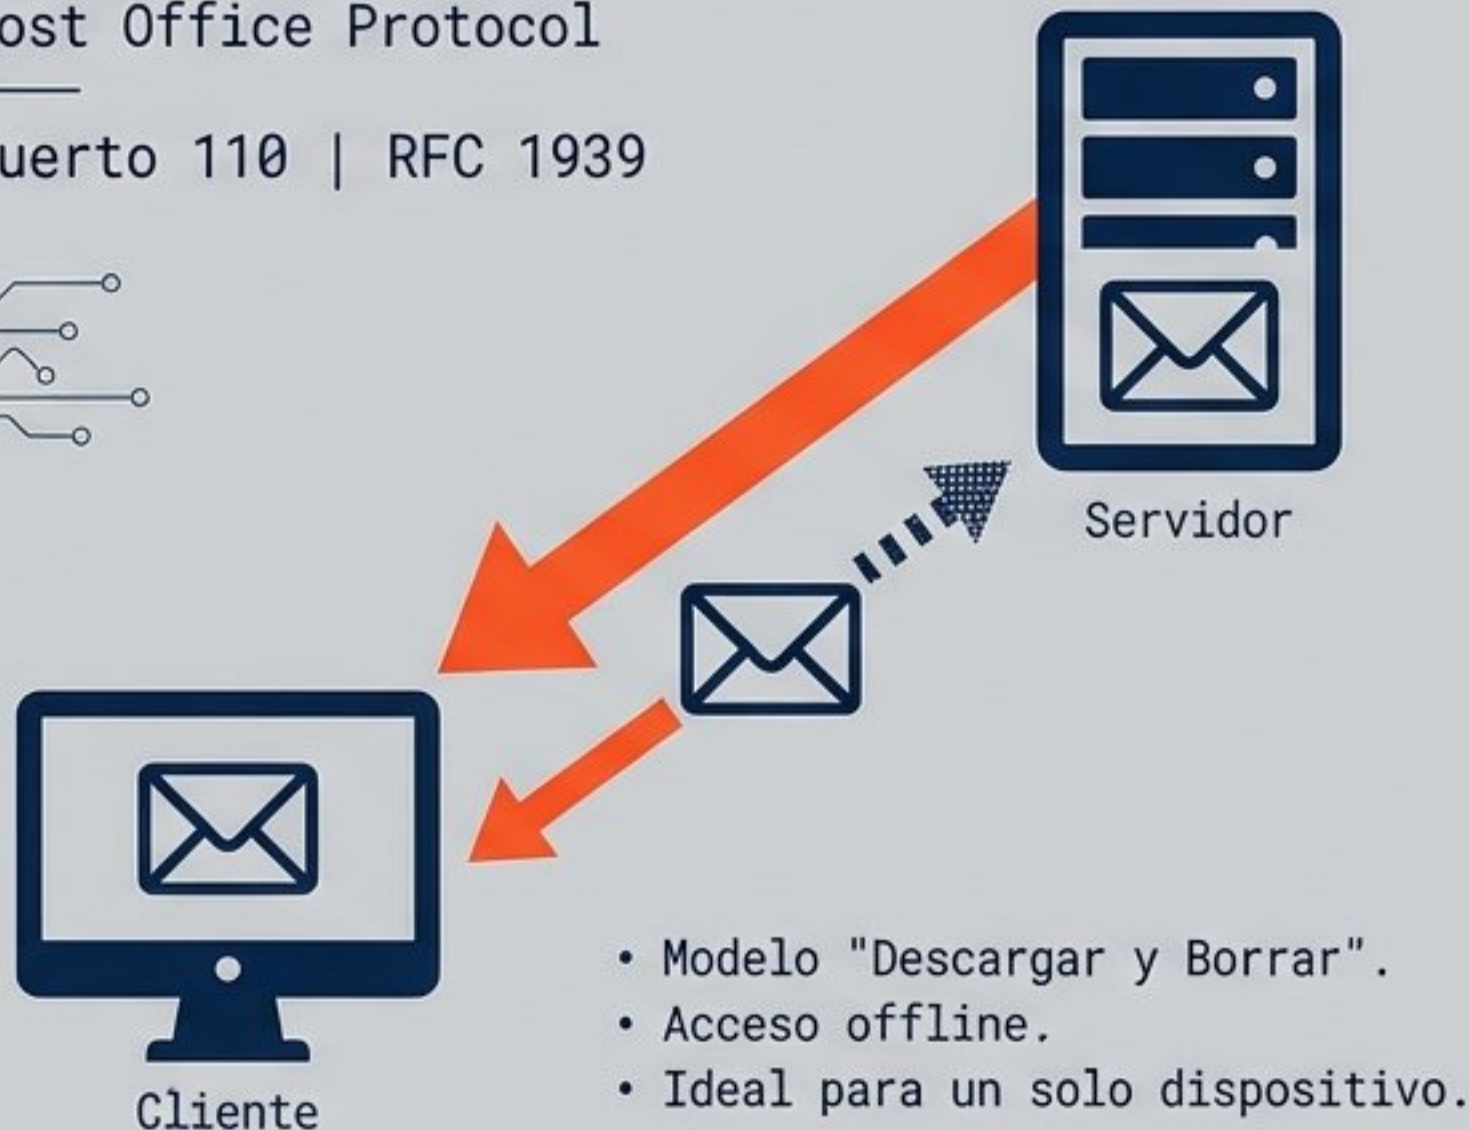 ost Office Protocol
uerto 110 | RFC 1939
Servidor
Cliente
• Modelo "Descargar y Borrar".
• Acceso offline.
• Ideal para un solo dispositivo.